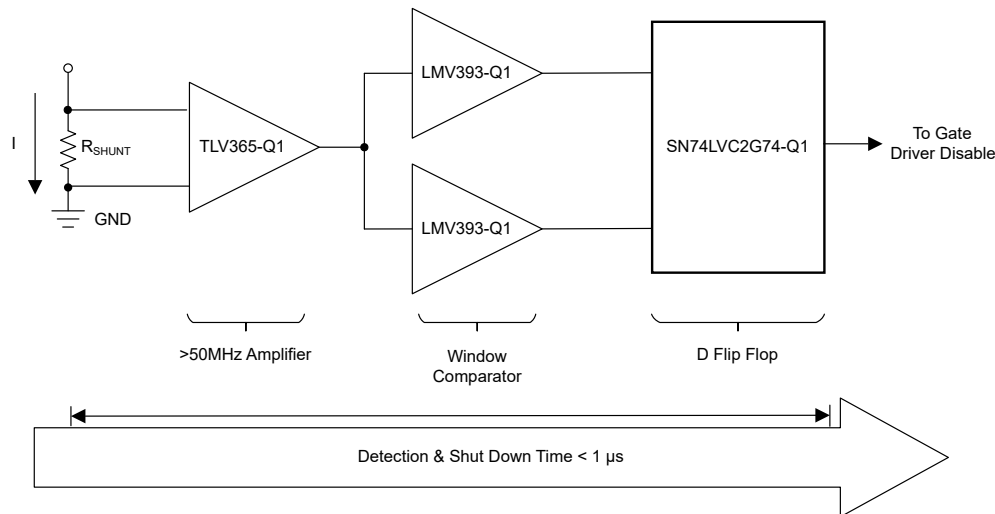 LMV393-Q1
I
R_SHUNT
TLV365-Q1
SN74LVC2G74-Q1
To Gate
Driver Disable
GND
LMV393-Q1
>50MHz Amplifier
Window
Comparator
D Flip Flop
Detection & Shut Down Time < 1 µs